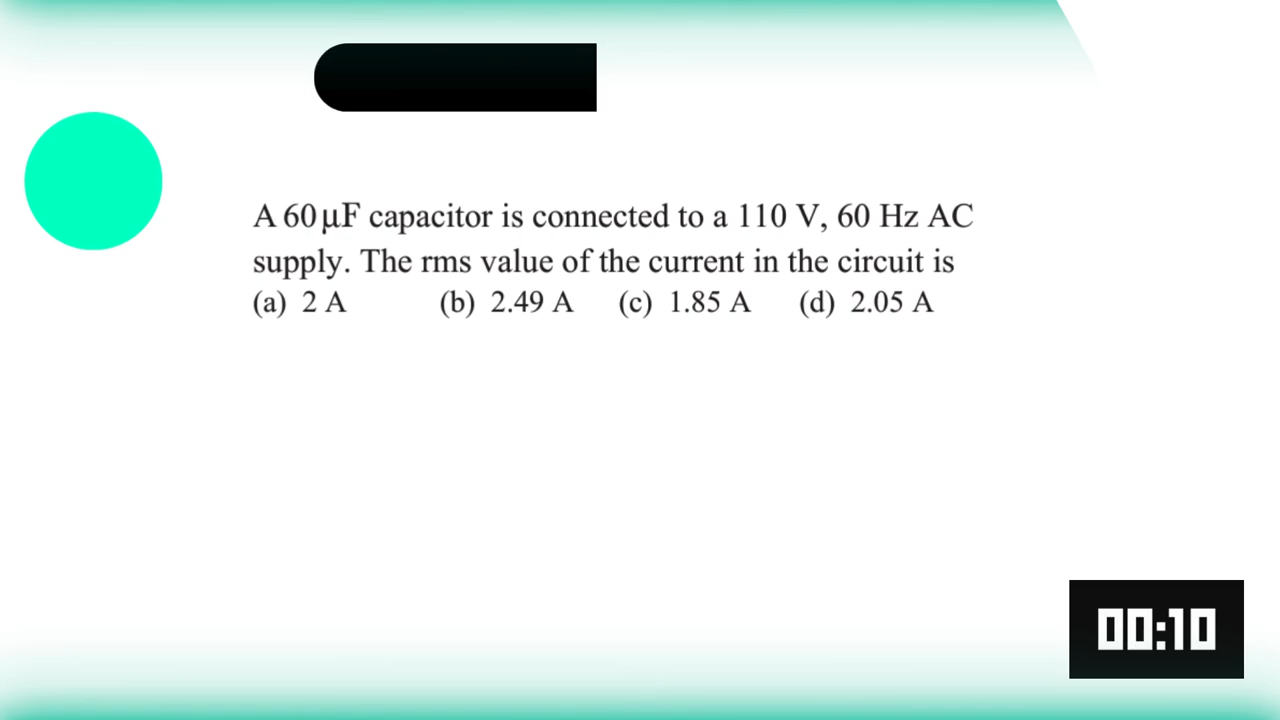 A 60 μF capacitor is connected to a 110 V, 60 Hz AC
supply. The rms value of the current in the circuit is
(a) 2 A (b) 2.49 A (c) 1.85 A (d) 2.05 A
00:10